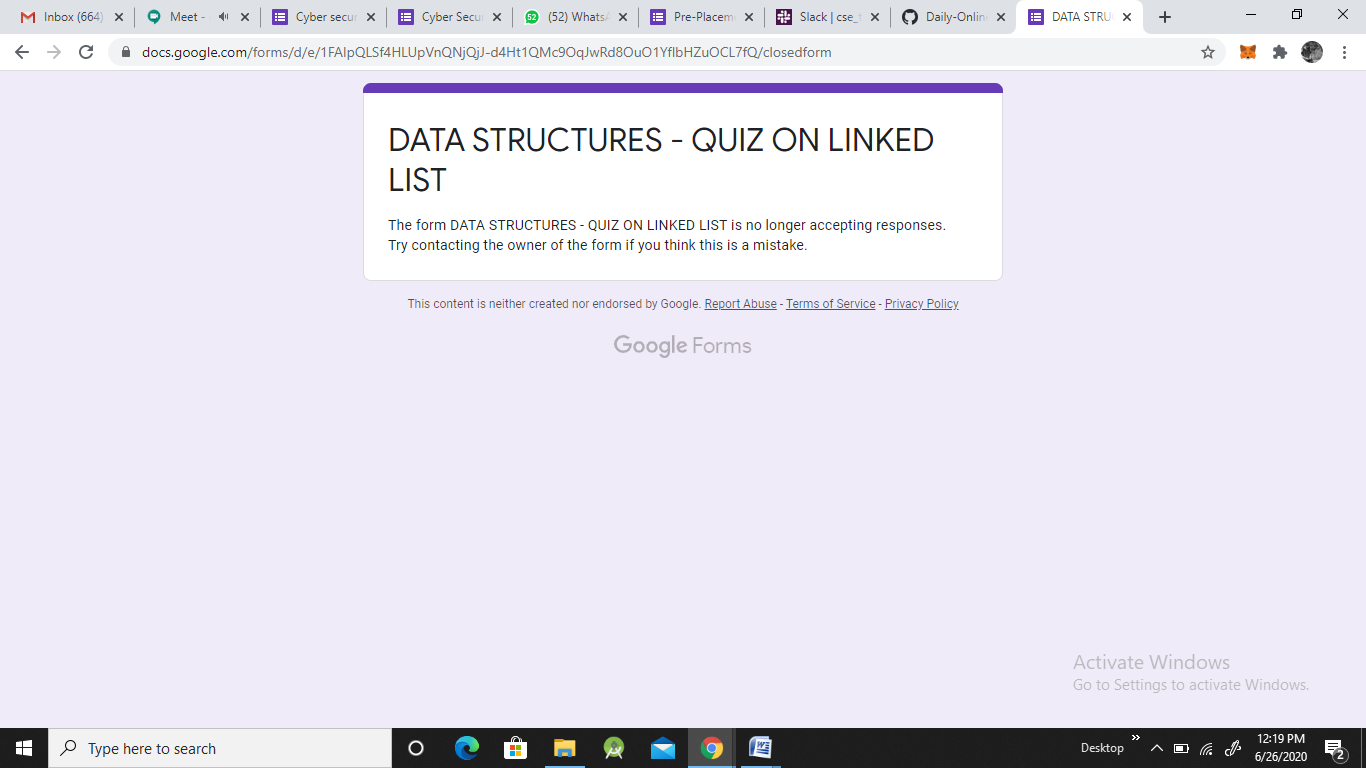 Inbox (664)
Meet -
Cyber secur
Cyber Secu
(52) WhatsA
Pre-Placem
Slack | cse_t
Daily-Onlin
DATA STRU
docs.google.com/forms/d/e/1FAIpQLSf4HLUpVnQNjQjJ-d4Ht1QMc9OqJwRd8OuO1YfIbHZuOCL7fQ/closedform
DATA STRUCTURES - QUIZ ON LINKED
LIST
The form DATA STRUCTURES - QUIZ ON LINKED LIST is no longer accepting responses.
Try contacting the owner of the form if you think this is a mistake.
This content is neither created nor endorsed by Google. Report Abuse - Terms of Service - Privacy Policy
Google Forms
Activate Windows
Go to Settings to activate Windows.
Type here to search
Desktop
12:19 PM
6/26/2020
2